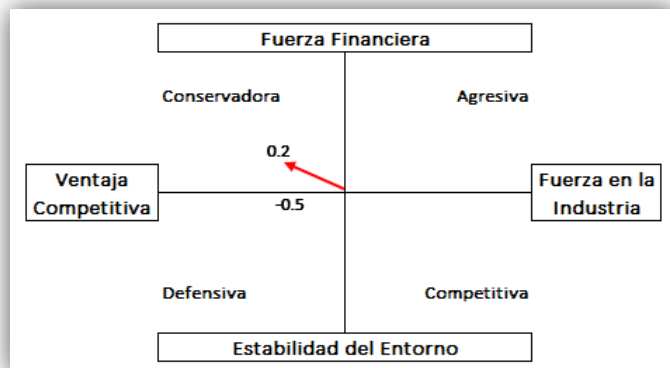 Fuerza Financiera
Conservadora
Agresiva
0.2
Ventaja
Competitiva
-0.5
Fuerza en la
Industria
Defensiva
Competitiva
Estabilidad del Entorno